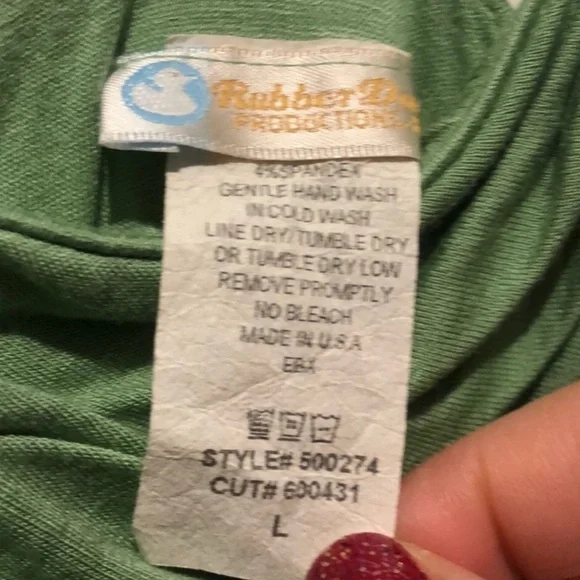 Rubber Du
PRODUCTIONS
4% SPANDEX
GENTLE HAND WASH
IN COLD WASH
LINE DRY/TUMBLE DRY
OR TUMBLE DRY LOW
REMOVE PROMPTLY
NO BLEACH
MADE IN U.S.A
EBX
STYLE# 500274
CUT# 600431
L